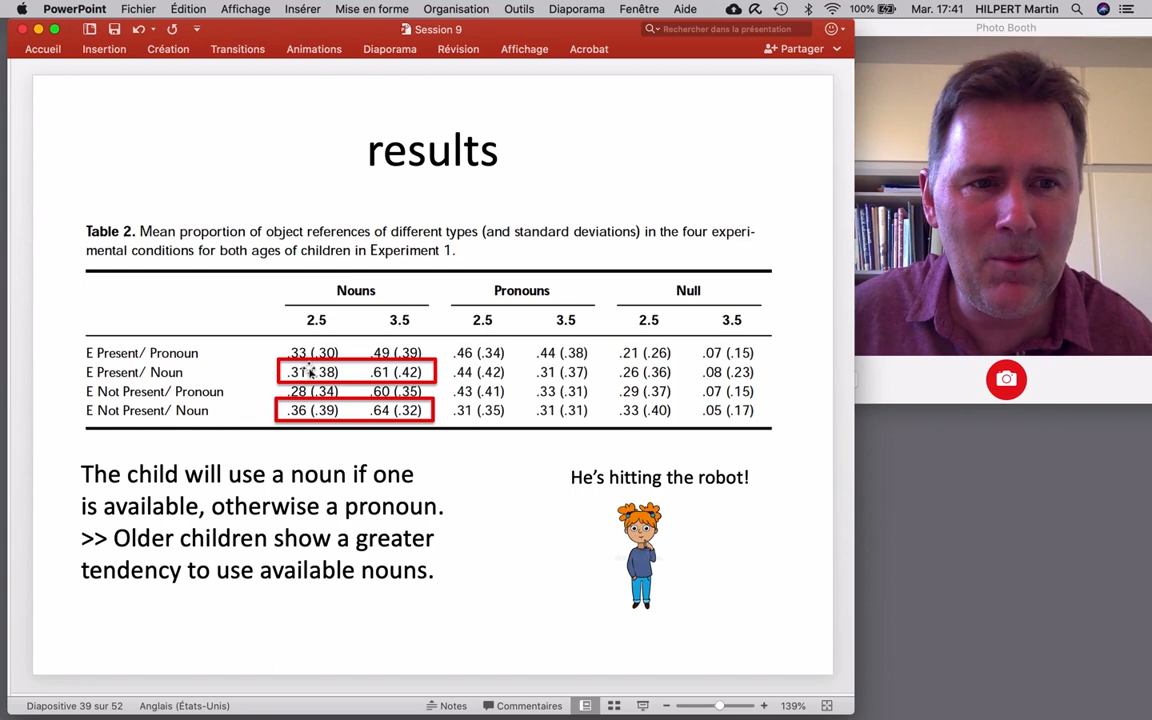 PowerPoint Fichier Édition Affichage Insérer Mise en forme Organisation Outils Diaporama Fenêtre Aide 100% Mar. 17:41 HILPERT Martin
Session 9
Rechercher dans la présentation
Photo Booth
Accueil Insertion Conception Transitions Animations Diaporama Révision Affichage Acrobat Partager
results
Table 2. Mean proportion of object references of different types (and standard deviations) in the four experi-
mental conditions for both ages of children in Experiment 1.
Nouns Pronouns Null
2.5 3.5 2.5 3.5 2.5 3.5
E Present/ Pronoun .33 (.30) .49 (.39) .46 (.34) .44 (.38) .21 (.26) .07 (.15)
E Present/ Noun .31 (.38) .61 (.42) .44 (.42) .31 (.37) .26 (.36) .08 (.23)
E Not Present/ Pronoun .28 (.34) .60 (.35) .43 (.41) .33 (.31) .29 (.37) .07 (.15)
E Not Present/ Noun .36 (.39) .64 (.32) .31 (.35) .31 (.31) .33 (.40) .05 (.17)
The child will use a noun if one
is available, otherwise a pronoun.
>> Older children show a greater
tendency to use available nouns.
He's hitting the robot!
Diapositive 39 sur 52 Anglais (États-Unis) Notes Commentaires 139%